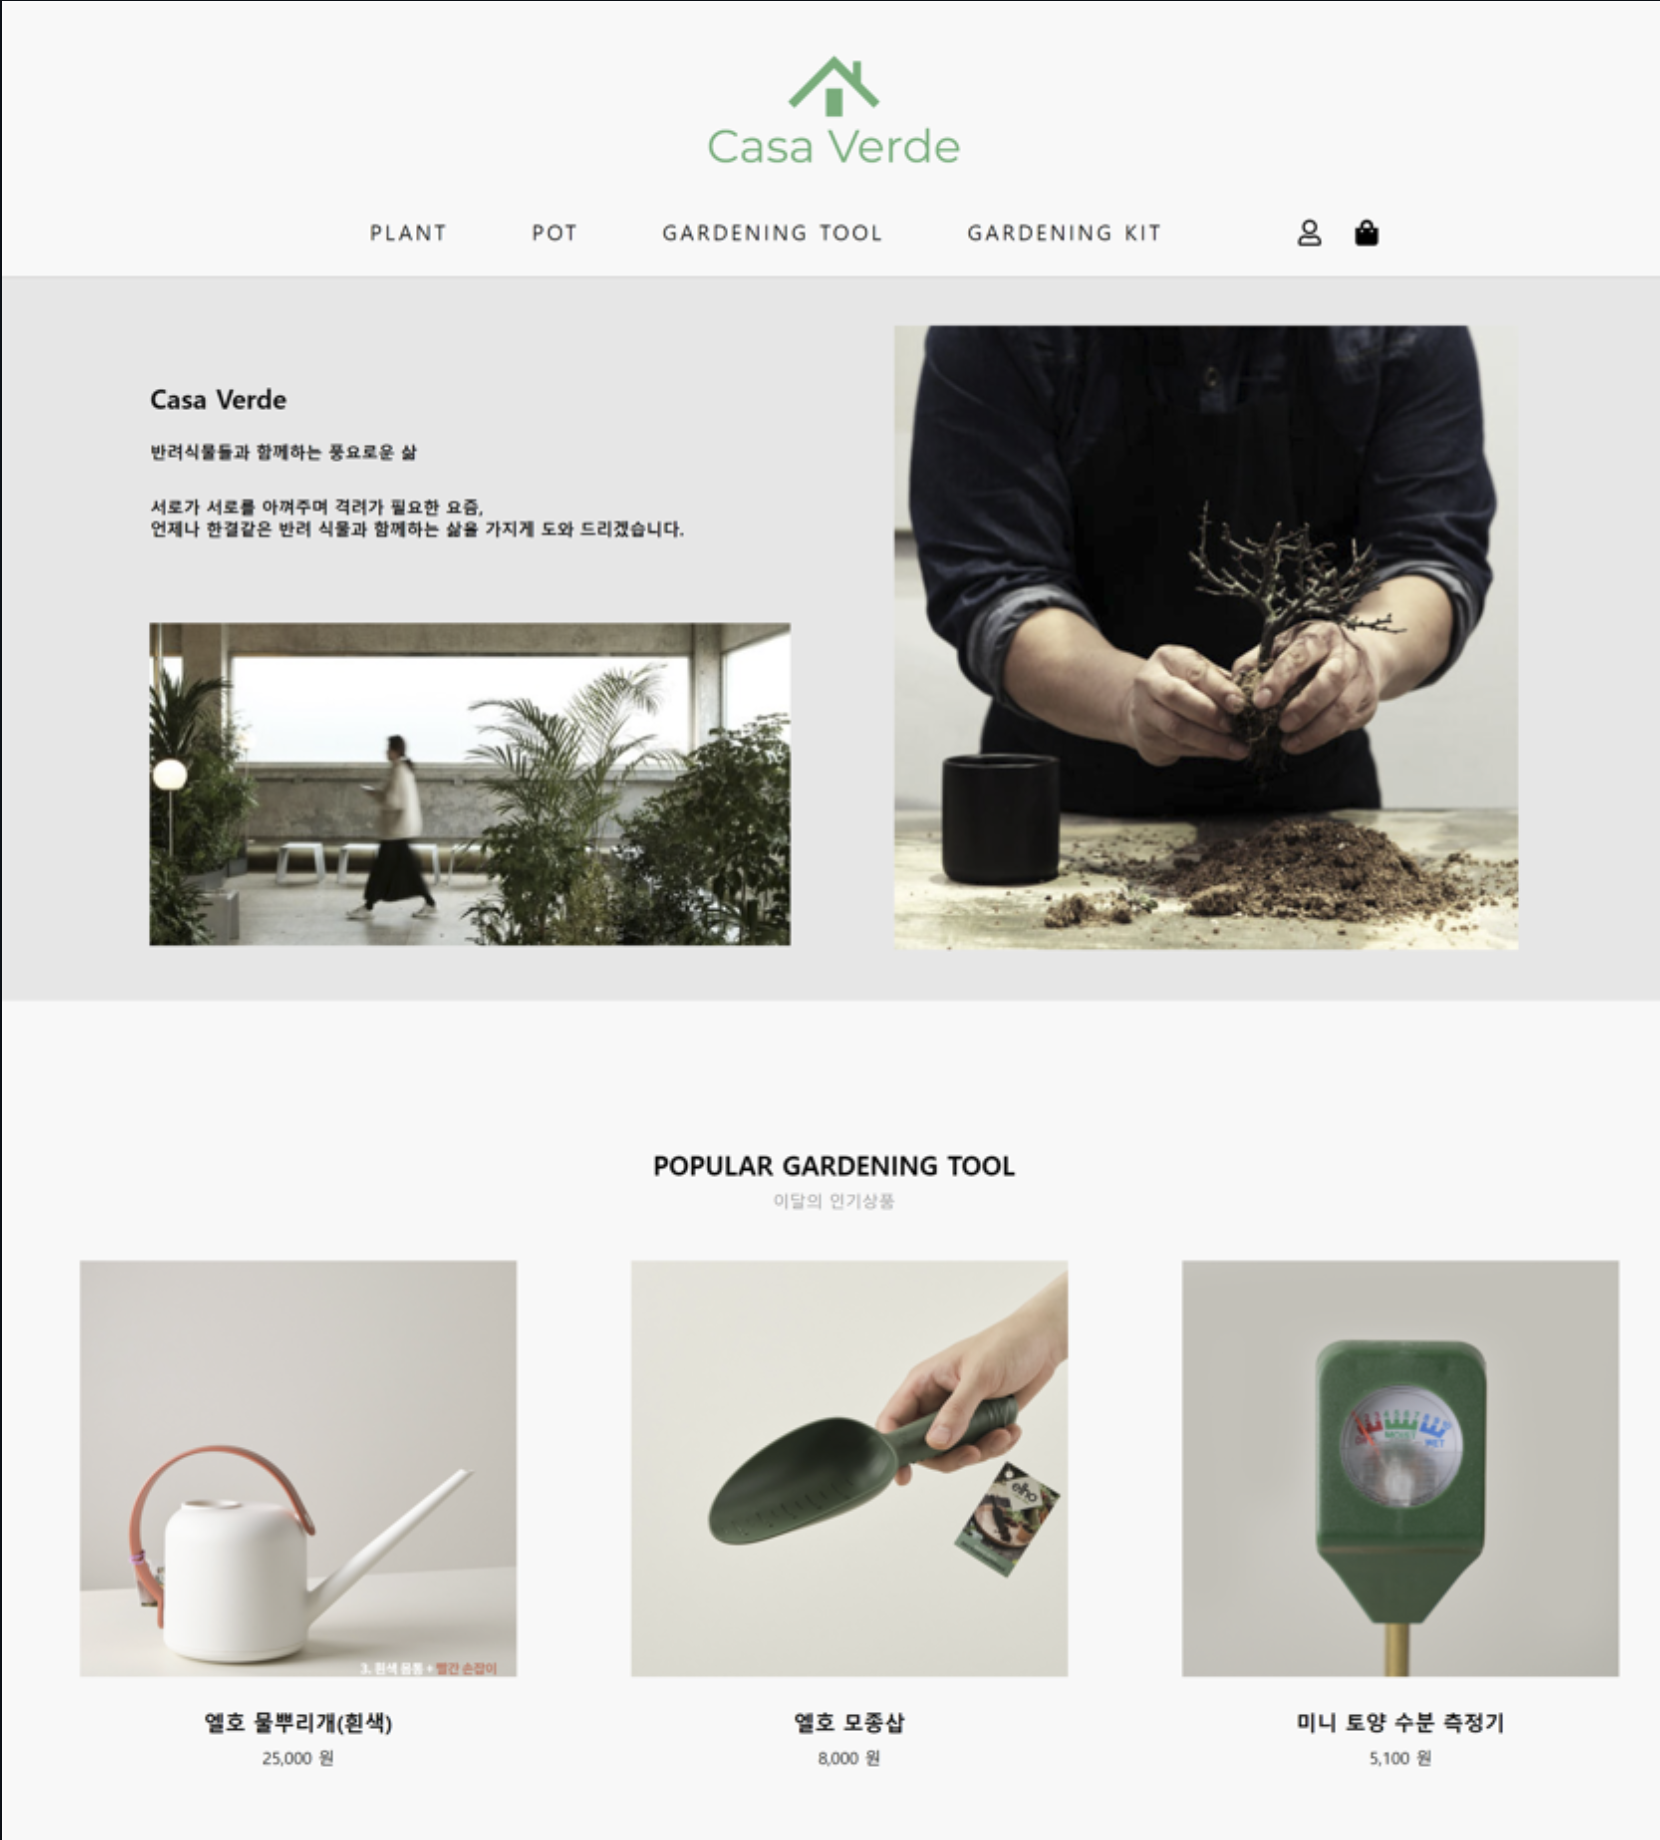 Casa Verde
PLANT POT GARDENING TOOL GARDENING KIT
Casa Verde
반려식물들과 함께하는 풍요로운 삶
서로가 서로를 아껴주며 격려가 필요한 요즘,
언제나 한결같은 반려 식물과 함께하는 삶을 가지게 도와 드리겠습니다.
POPULAR GARDENING TOOL
이달의 인기상품
3. 흰색 몸통 + 빨간 손잡이
elho
MOIST
WET
엘호 물뿌리개(흰색)
25,000 원
엘호 모종삽
8,000 원
미니 토양 수분 측정기
5,100 원